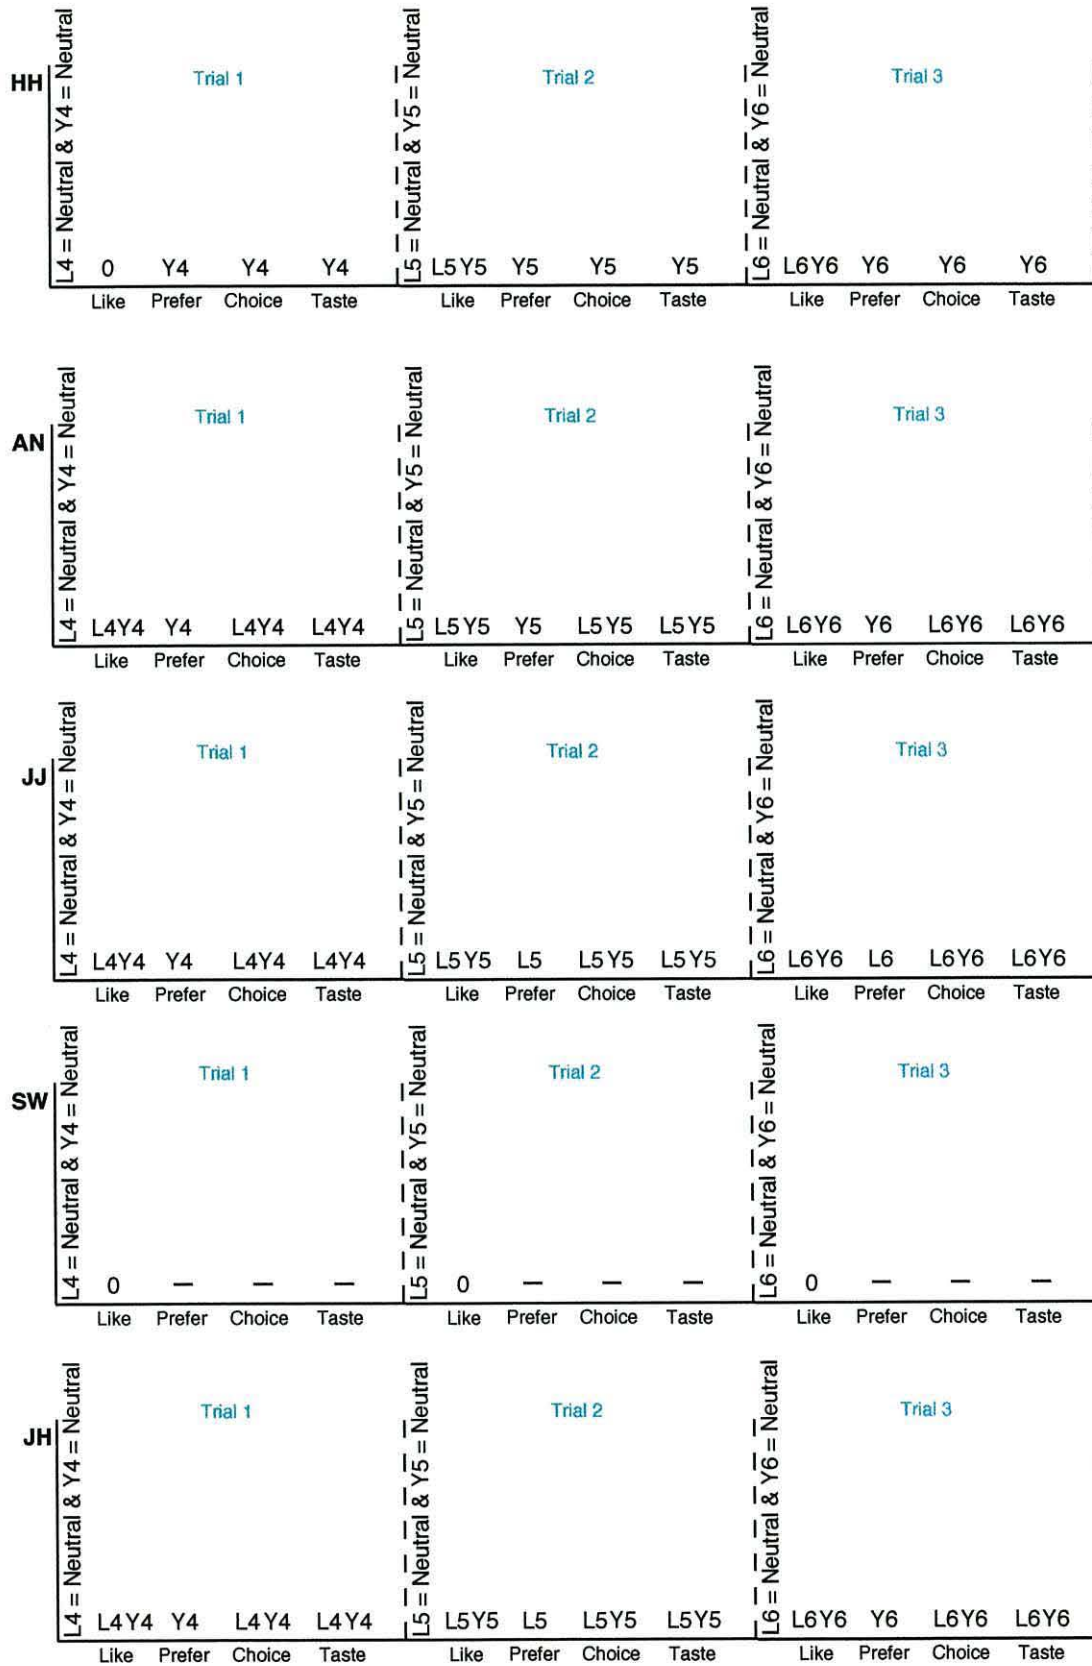 HH
L4 = Neutral & Y4 = Neutral
Trial 1
0 Y4 Y4 Y4
Like Prefer Choice Taste
L5 = Neutral & Y5 = Neutral
Trial 2
L5Y5 Y5 Y5 Y5
Like Prefer Choice Taste
L6 = Neutral & Y6 = Neutral
Trial 3
L6Y6 Y6 Y6 Y6
Like Prefer Choice Taste
AN
L4 = Neutral & Y4 = Neutral
Trial 1
L4Y4 Y4 L4Y4 L4Y4
Like Prefer Choice Taste
L5 = Neutral & Y5 = Neutral
Trial 2
L5Y5 Y5 L5Y5 L5Y5
Like Prefer Choice Taste
L6 = Neutral & Y6 = Neutral
Trial 3
L6Y6 Y6 L6Y6 L6Y6
Like Prefer Choice Taste
JJ
L4 = Neutral & Y4 = Neutral
Trial 1
L4Y4 Y4 L4Y4 L4Y4
Like Prefer Choice Taste
L5 = Neutral & Y5 = Neutral
Trial 2
L5Y5 L5 L5Y5 L5Y5
Like Prefer Choice Taste
L6 = Neutral & Y6 = Neutral
Trial 3
L6Y6 L6 L6Y6 L6Y6
Like Prefer Choice Taste
SW
L4 = Neutral & Y4 = Neutral
Trial 1
0 — — —
Like Prefer Choice Taste
L5 = Neutral & Y5 = Neutral
Trial 2
0 — — —
Like Prefer Choice Taste
L6 = Neutral & Y6 = Neutral
Trial 3
0 — — —
Like Prefer Choice Taste
JH
L4 = Neutral & Y4 = Neutral
Trial 1
L4Y4 Y4 L4Y4 L4Y4
Like Prefer Choice Taste
L5 = Neutral & Y5 = Neutral
Trial 2
L5Y5 L5 L5Y5 L5Y5
Like Prefer Choice Taste
L6 = Neutral & Y6 = Neutral
Trial 3
L6Y6 Y6 L6Y6 L6Y6
Like Prefer Choice Taste